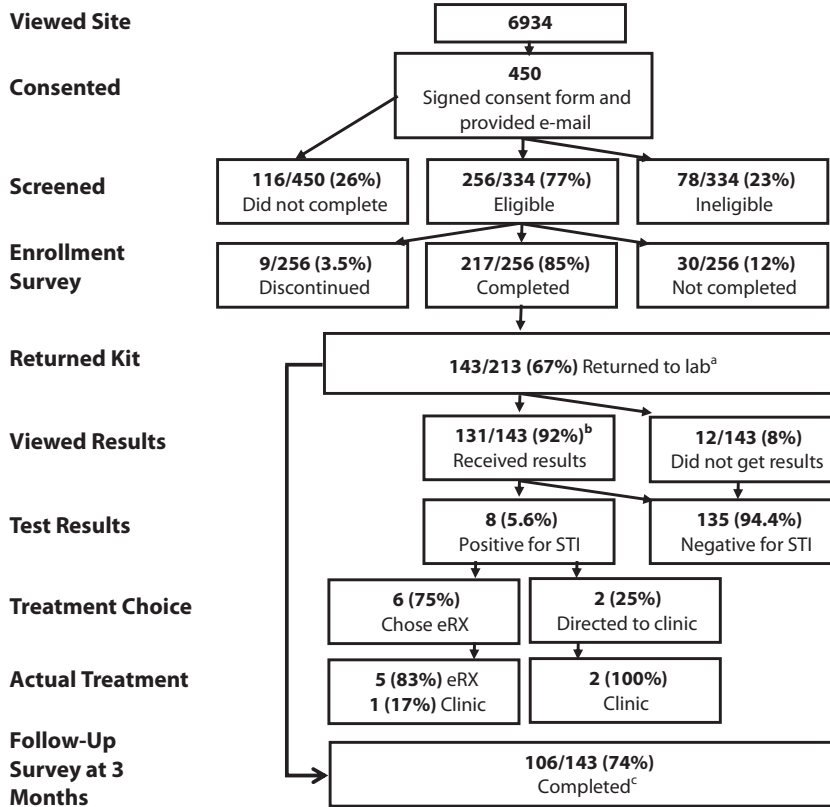 Viewed Site
6934
Consented
450
Signed consent form and
provided e-mail
Screened
116/450 (26%)
Did not complete
256/334 (77%)
Eligible
78/334 (23%)
Ineligible
Enrollment
Survey
9/256 (3.5%)
Discontinued
217/256 (85%)
Completed
30/256 (12%)
Not completed
Returned Kit
143/213 (67%) Returned to labᵃ
Viewed Results
131/143 (92%)ᵇ
Received results
12/143 (8%)
Did not get results
Test Results
8 (5.6%)
Positive for STI
135 (94.4%)
Negative for STI
Treatment Choice
6 (75%)
Chose eRX
2 (25%)
Directed to clinic
Actual Treatment
5 (83%) eRX
1 (17%) Clinic
2 (100%)
Clinic
Follow-Up
Survey at 3
Months
106/143 (74%)
Completedᶜ